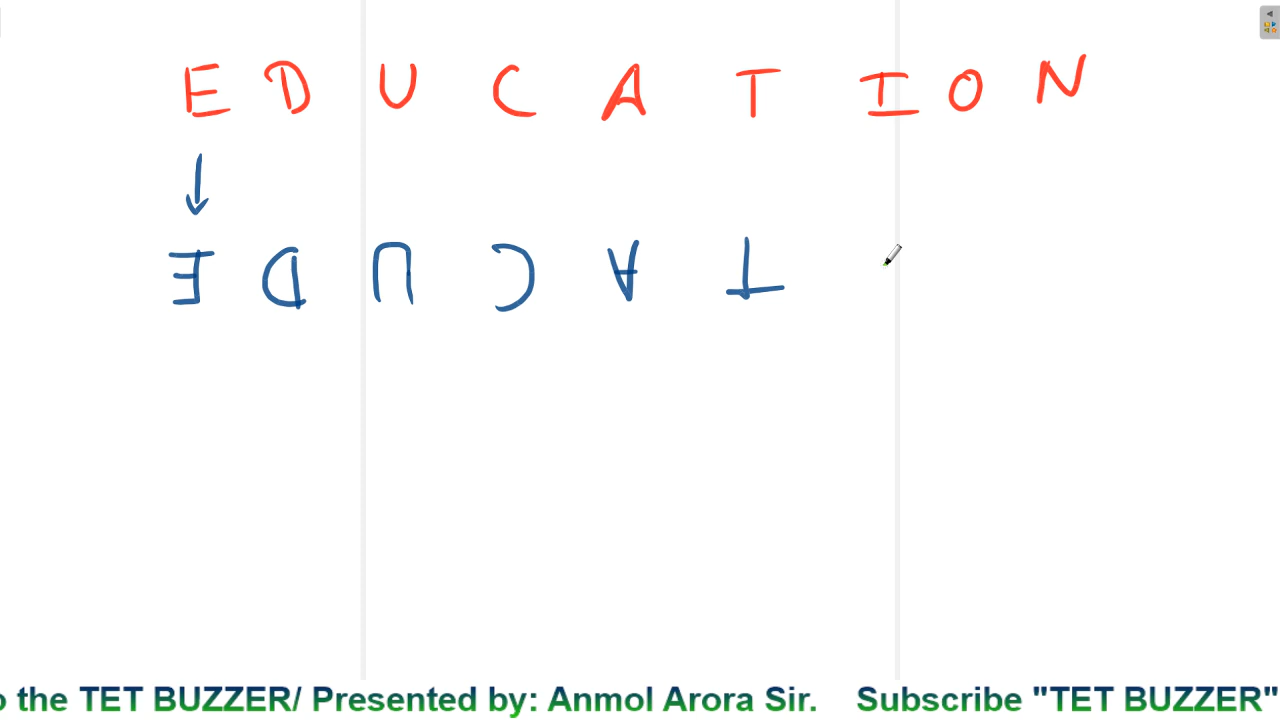 E D U C A T I O N
Ǝ ᗡ ∩ Ɔ ∀ ⊥
o the TET BUZZER/ Presented by: Anmol Arora Sir. Subscribe "TET BUZZER"